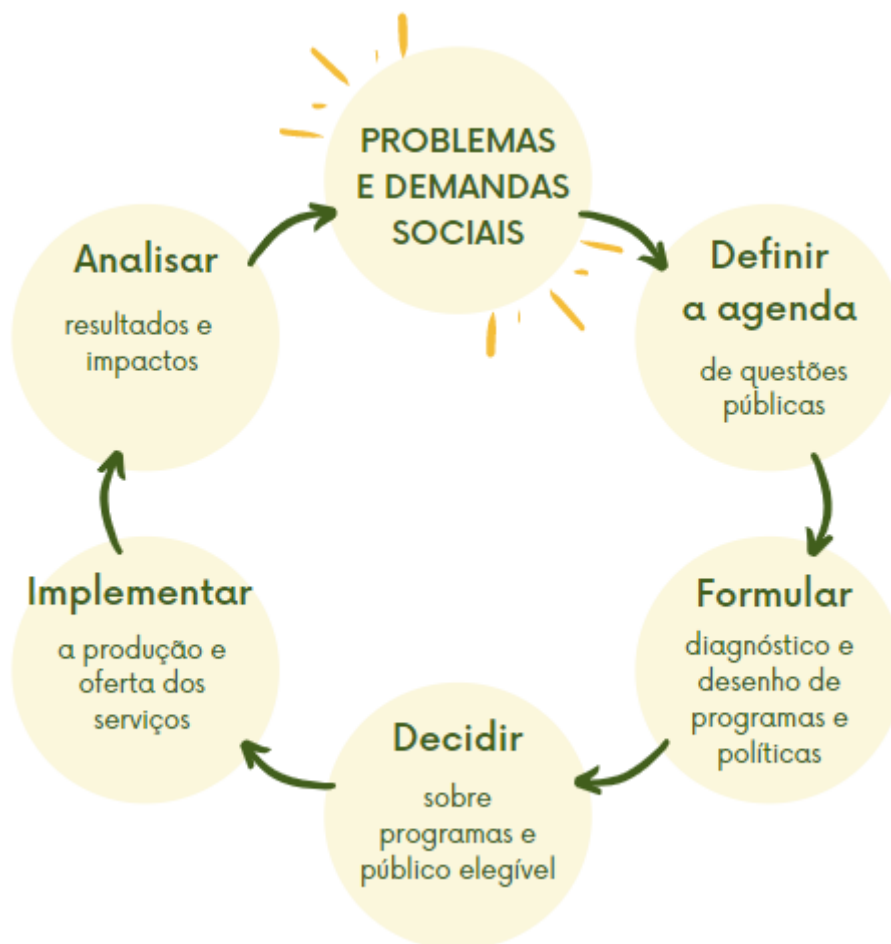 PROBLEMAS
E DEMANDAS
SOCIAIS
Definir
a agenda
de questões
públicas
Formular
diagnóstico e
desenho de
programas e
políticas
Decidir
sobre
programas e
público elegível
Implementar
a produção e
oferta dos
serviços
Analisar
resultados e
impactos